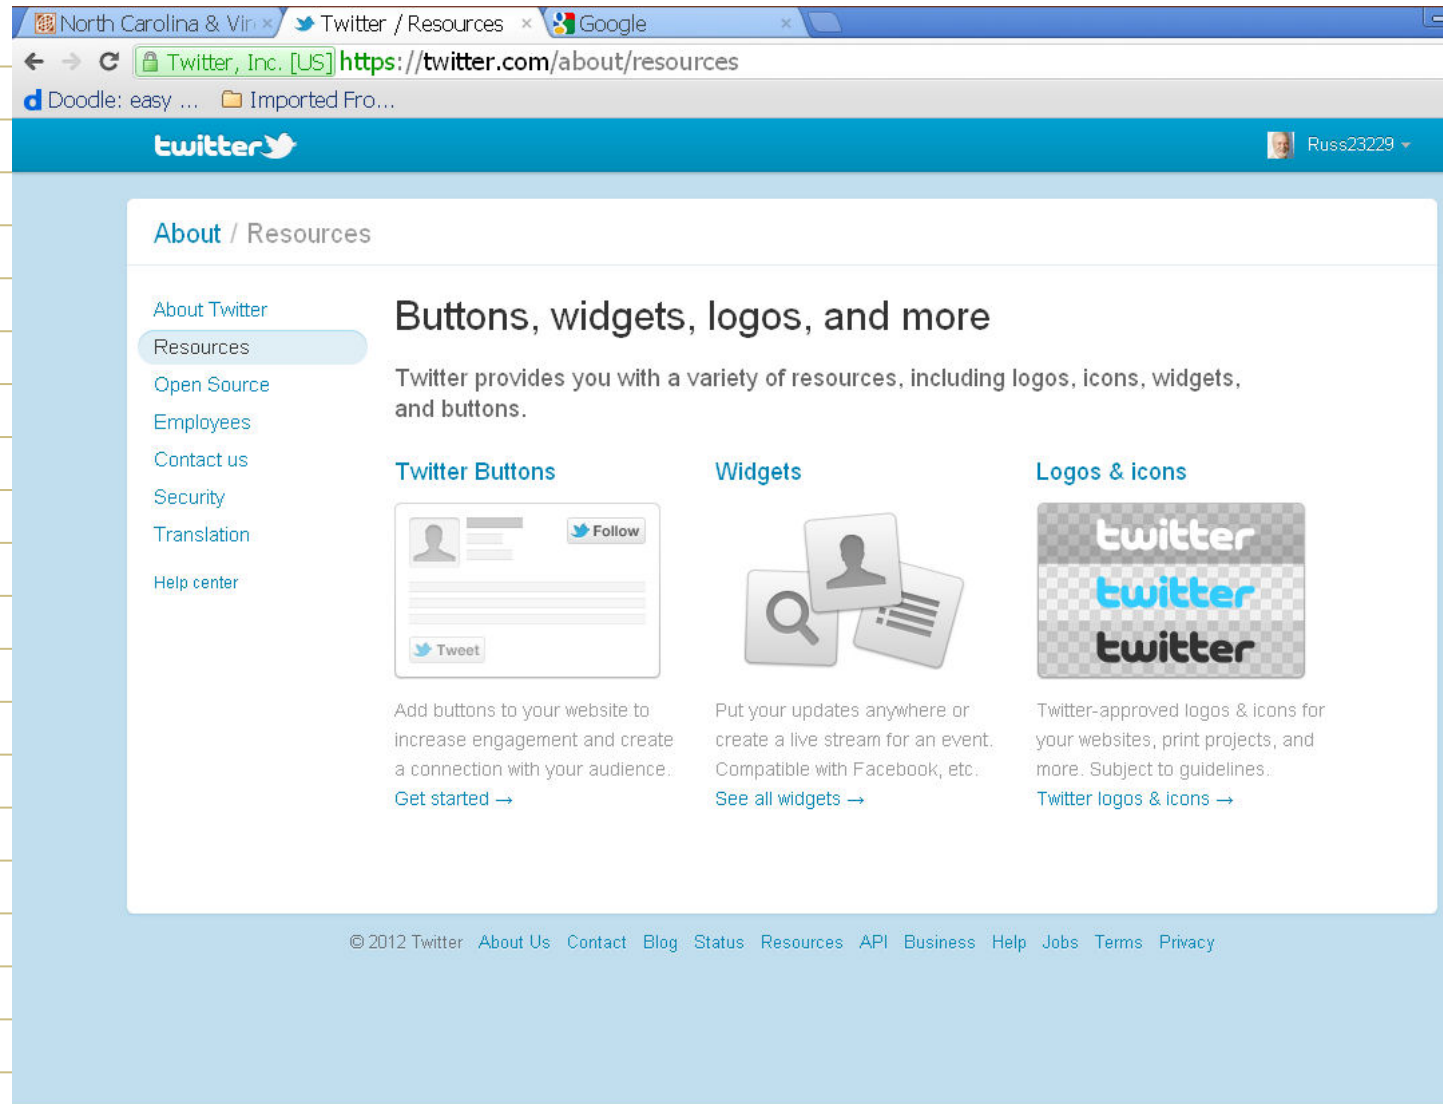 North Carolina & Vir
Twitter / Resources
Google
Twitter, Inc. [US] https://twitter.com/about/resources
Doodle: easy ...
Imported Fro...
twitter
Russ23229
About / Resources
About Twitter
Resources
Open Source
Employees
Contact us
Security
Translation
Help center
Buttons, widgets, logos, and more
Twitter provides you with a variety of resources, including logos, icons, widgets,
and buttons.
Twitter Buttons
Follow
Tweet
Add buttons to your website to
increase engagement and create
a connection with your audience.
Get started →
Widgets
Put your updates anywhere or
create a live stream for an event.
Compatible with Facebook, etc.
See all widgets →
Logos & icons
twitter
twitter
twitter
Twitter-approved logos & icons for
your websites, print projects, and
more. Subject to guidelines.
Twitter logos & icons →
© 2012 Twitter About Us Contact Blog Status Resources API Business Help Jobs Terms Privacy